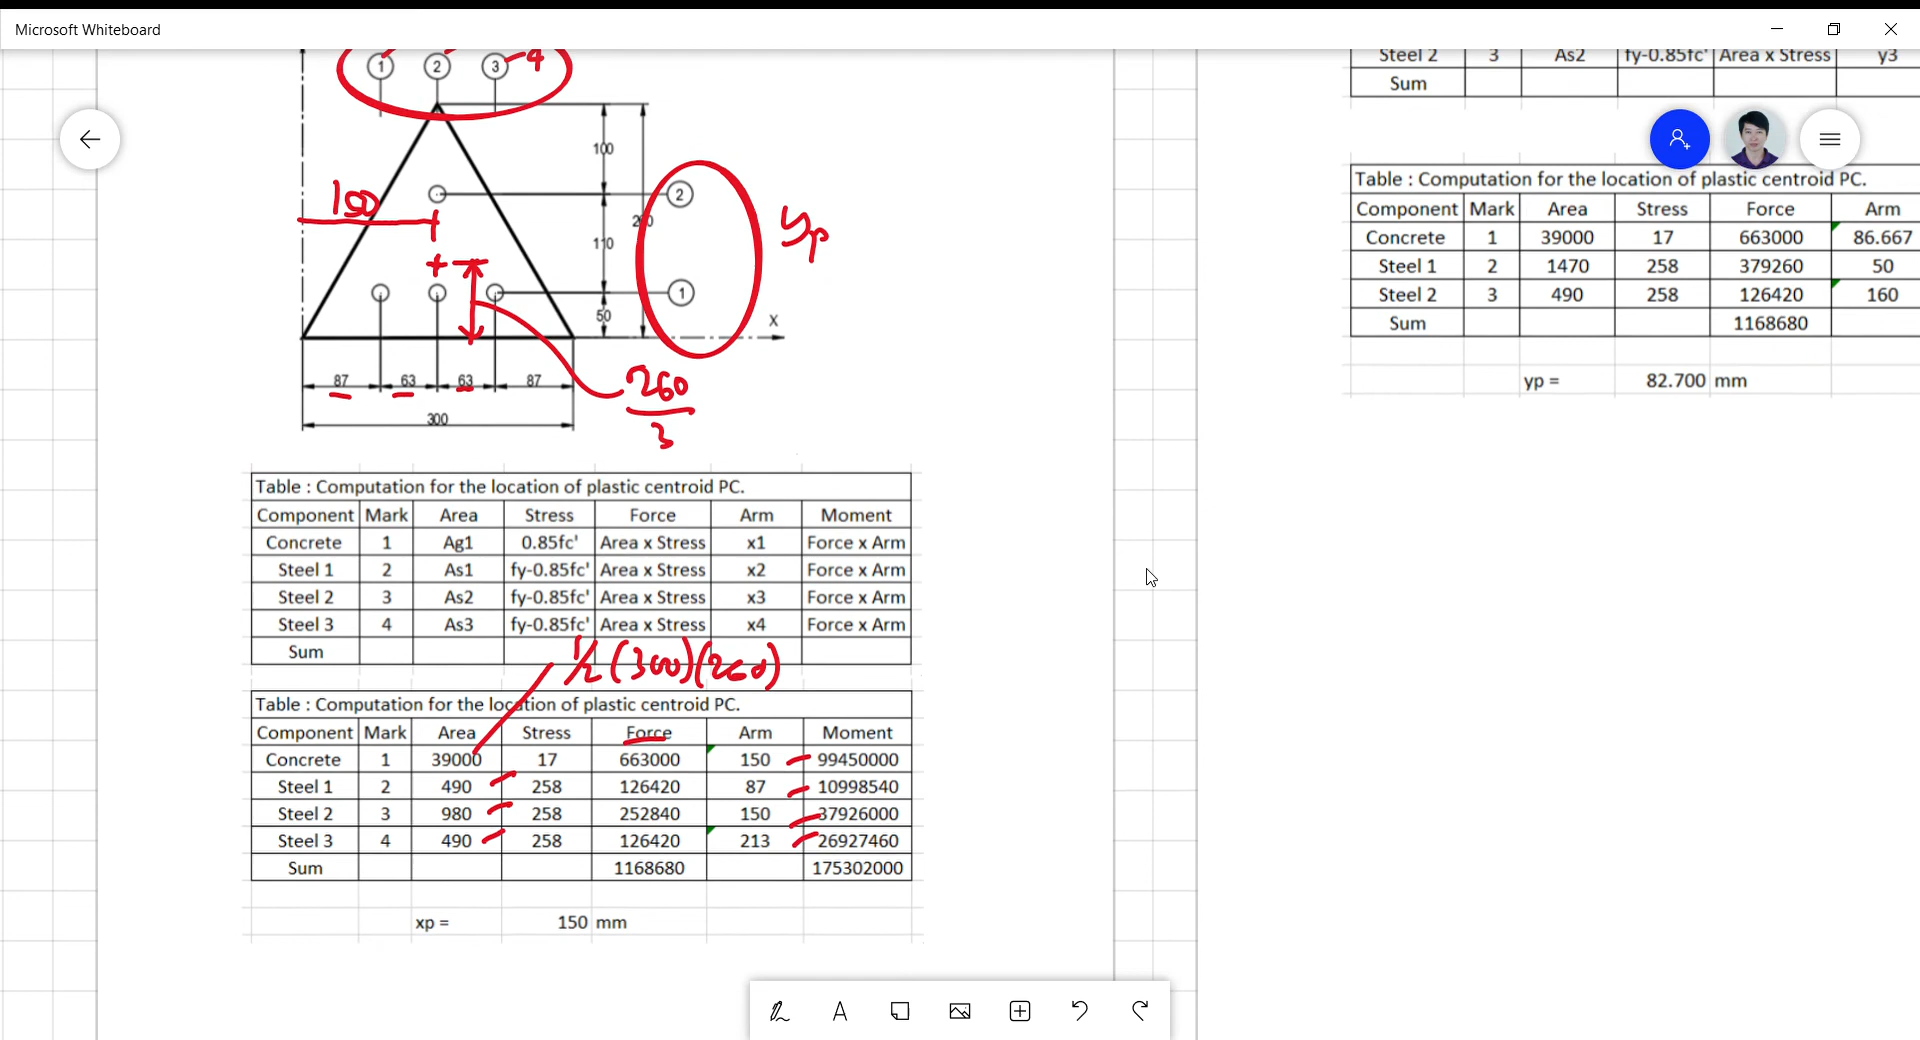 Microsoft Whiteboard
1 2 3 4
100
2
150
110
yp
1
50
X
87 63 63 87
260
3
300
Table : Computation for the location of plastic centroid PC.
Component Mark Area Stress Force Arm Moment
Concrete 1 Ag1 0.85fc' Area x Stress x1 Force x Arm
Steel 1 2 As1 fy-0.85fc' Area x Stress x2 Force x Arm
Steel 2 3 As2 fy-0.85fc' Area x Stress x3 Force x Arm
Steel 3 4 As3 fy-0.85fc' Area x Stress x4 Force x Arm
Sum
1/2 (300)(260)
Table : Computation for the location of plastic centroid PC.
Component Mark Area Stress Force Arm Moment
Concrete 1 39000 17 663000 150 99450000
Steel 1 2 490 258 126420 87 10998540
Steel 2 3 980 258 252840 150 37926000
Steel 3 4 490 258 126420 213 26927460
Sum 1168680 175302000
xp = 150 mm
Steel 2 3 As2 fy-0.85fc' Area x Stress y3
Sum
Table : Computation for the location of plastic centroid PC.
Component Mark Area Stress Force Arm
Concrete 1 39000 17 663000 86.667
Steel 1 2 1470 258 379260 50
Steel 2 3 490 258 126420 160
Sum 1168680
yp = 82.700 mm